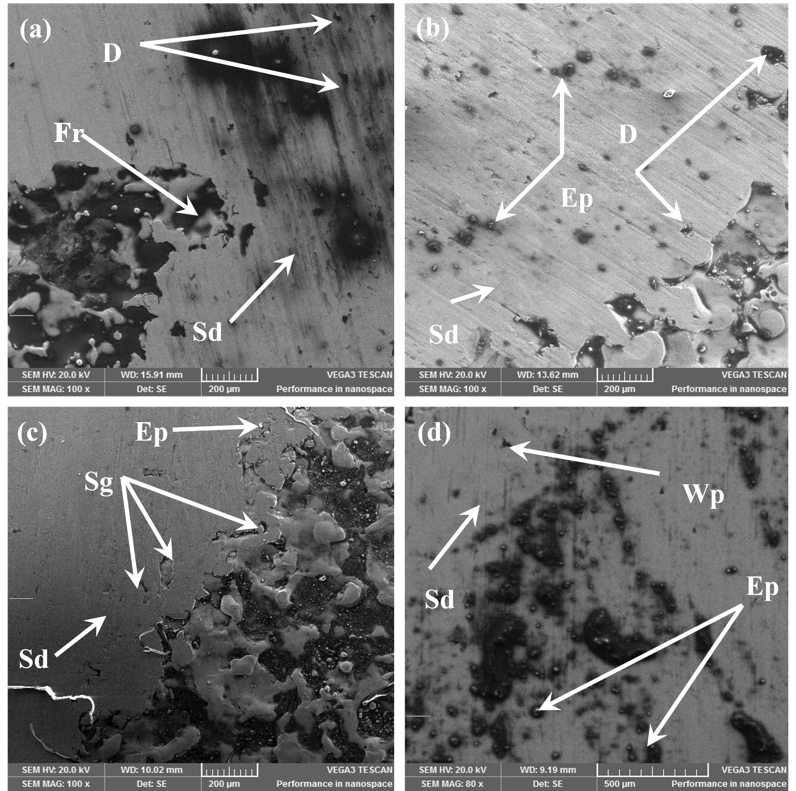 (a)
D
Fr
Sd
SEM HV: 20.0 kV WD: 15.91 mm VEGA3 TESCAN
SEM MAG: 100 x Det: SE 200 µm Performance in nanospace
(b)
D
Ep
Sd
SEM HV: 20.0 kV WD: 13.62 mm VEGA3 TESCAN
SEM MAG: 100 x Det: SE 200 µm Performance in nanospace
(c)
Ep
Sg
Sd
SEM HV: 20.0 kV WD: 10.02 mm VEGA3 TESCAN
SEM MAG: 100 x Det: SE 200 µm Performance in nanospace
(d)
Wp
Sd
Ep
SEM HV: 20.0 kV WD: 9.19 mm VEGA3 TESCAN
SEM MAG: 80 x Det: SE 500 µm Performance in nanospace